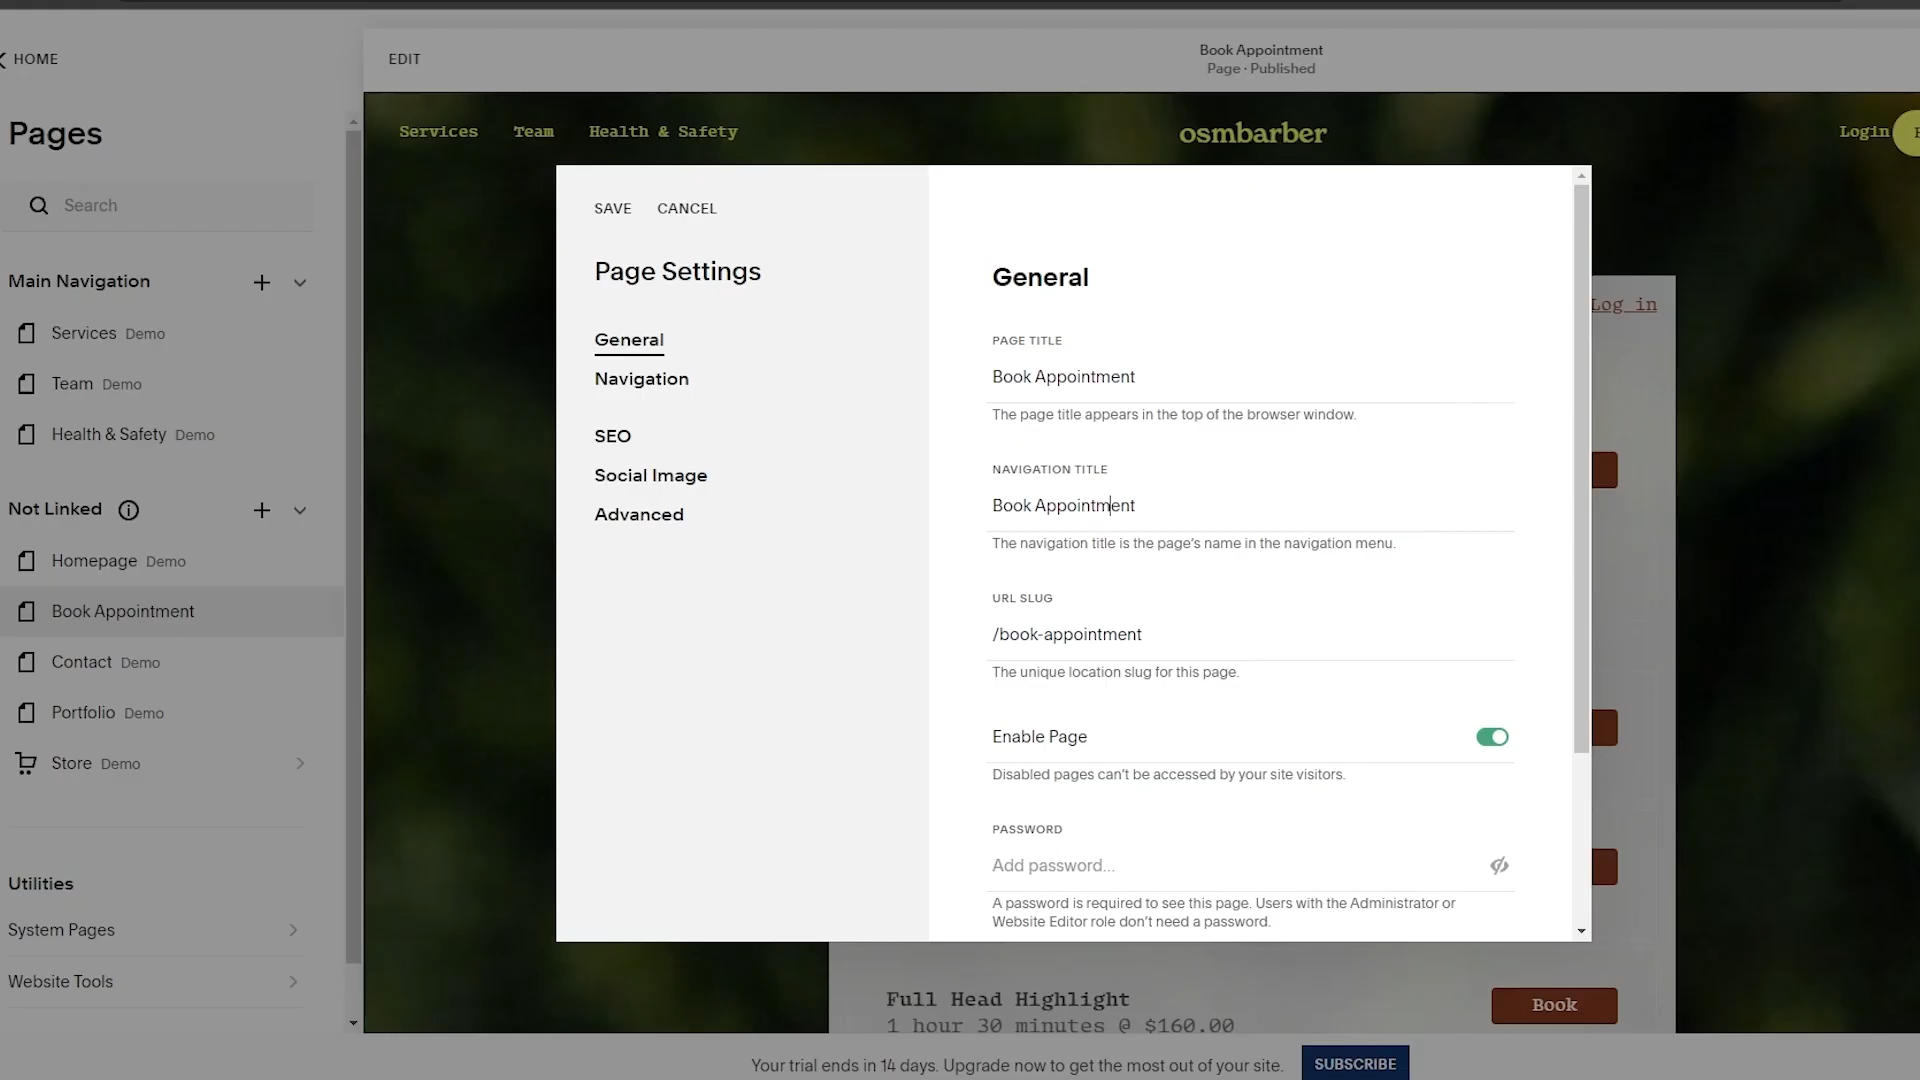 HOME
EDIT
Book Appointment
Page · Published
Pages
Search
Main Navigation
Services Demo
Team Demo
Health & Safety Demo
Not Linked
Homepage Demo
Book Appointment
Contact Demo
Portfolio Demo
Store Demo
Utilities
System Pages
Website Tools
Services Team Health & Safety
osmbarber
Login
Log in
SAVE CANCEL
Page Settings
General
Navigation
SEO
Social Image
Advanced
General
PAGE TITLE
Book Appointment
The page title appears in the top of the browser window.
NAVIGATION TITLE
Book Appointment
The navigation title is the page's name in the navigation menu.
URL SLUG
/book-appointment
The unique location slug for this page.
Enable Page
Disabled pages can't be accessed by your site visitors.
PASSWORD
Add password...
A password is required to see this page. Users with the Administrator or
Website Editor role don't need a password.
Full Head Highlight
1 hour 30 minutes @ $160.00
Book
Your trial ends in 14 days. Upgrade now to get the most out of your site.
SUBSCRIBE